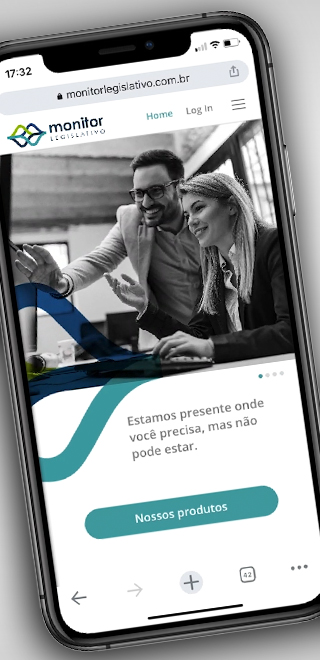 17:32
monitorlegislativo.com.br
monitor
LEGISLATIVO
Home Log In
Estamos presente onde
você precisa, mas não
pode estar.
Nossos produtos
42